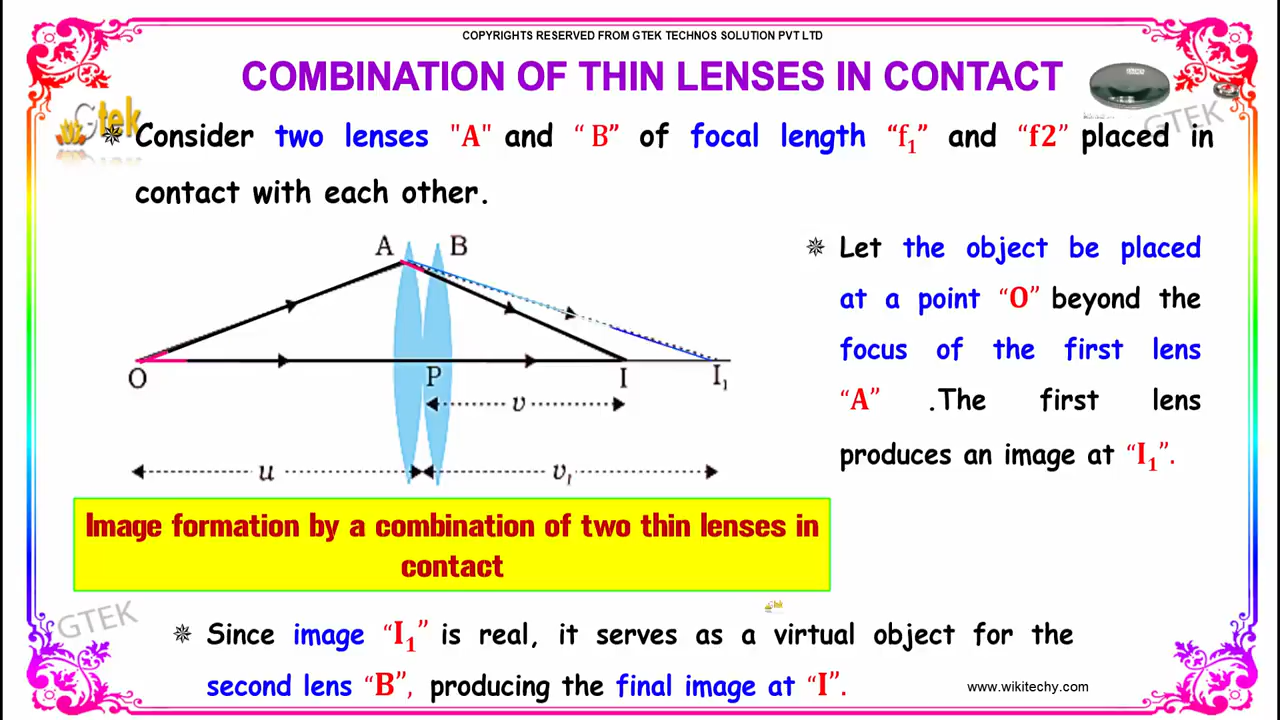 COPYRIGHTS RESERVED FROM GTEK TECHNOS SOLUTION PVT LTD
COMBINATION OF THIN LENSES IN CONTACT
Gtek
GTEK
Consider two lenses "A" and “ B” of focal length “f₁” and “f2” placed in
contact with each other.
A B
O P I I₁
v
u v₁
Let the object be placed
at a point “O” beyond the
focus of the first lens
“A” .The first lens
produces an image at “I₁”.
Image formation by a combination of two thin lenses in
contact
GTEK
Since image “I₁” is real, it serves as a virtual object for the
second lens “B”, producing the final image at “I”.
www.wikitechy.com